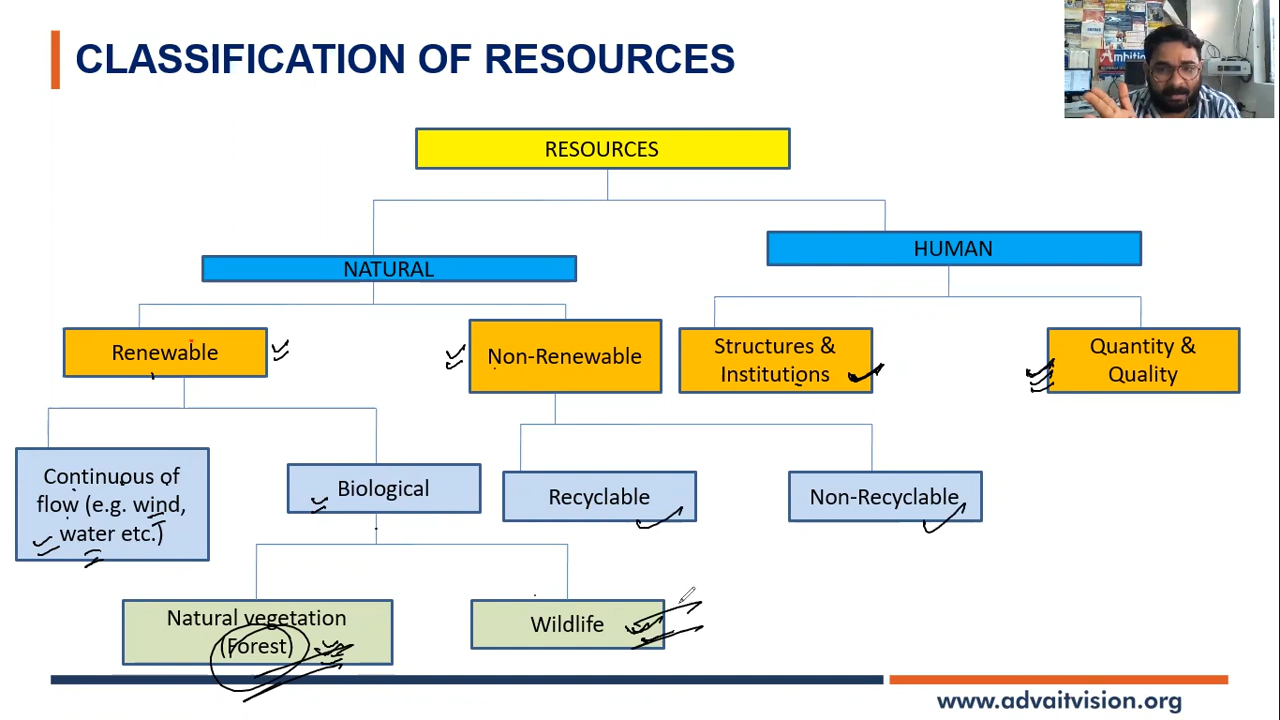 CLASSIFICATION OF RESOURCES
Ambition
RESOURCES
NATURAL
HUMAN
Renewable
Non-Renewable
Structures &
Institutions
Quantity &
Quality
Continuous of
flow (e.g. wind,
water etc.)
Biological
Recyclable
Non-Recyclable
Natural vegetation
(Forest)
Wildlife
www.advaitvision.org